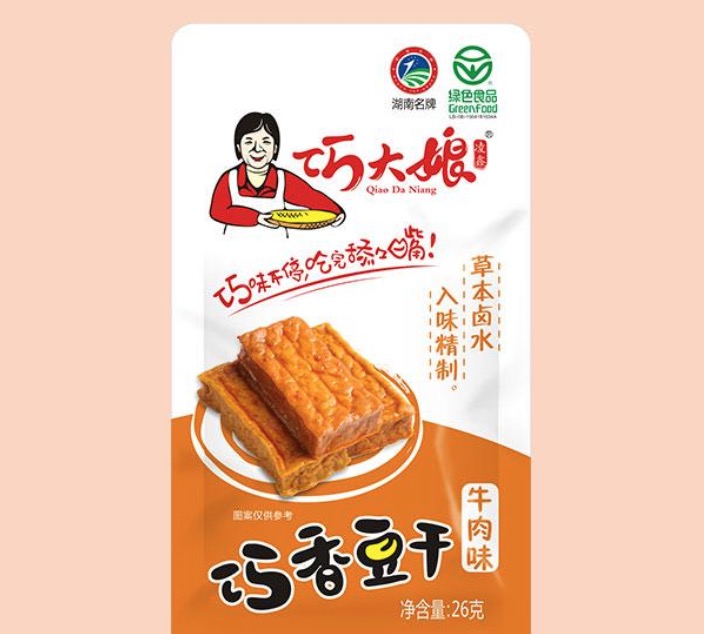 湖南名牌
绿色食品
GreenFood
巧大娘®
凌鑫
Qiao Da Niang
巧味不停,吃完舔口嘴!
草本卤水
入味精制。
图案仅供参考
牛肉味
巧香豆干
净含量:26克